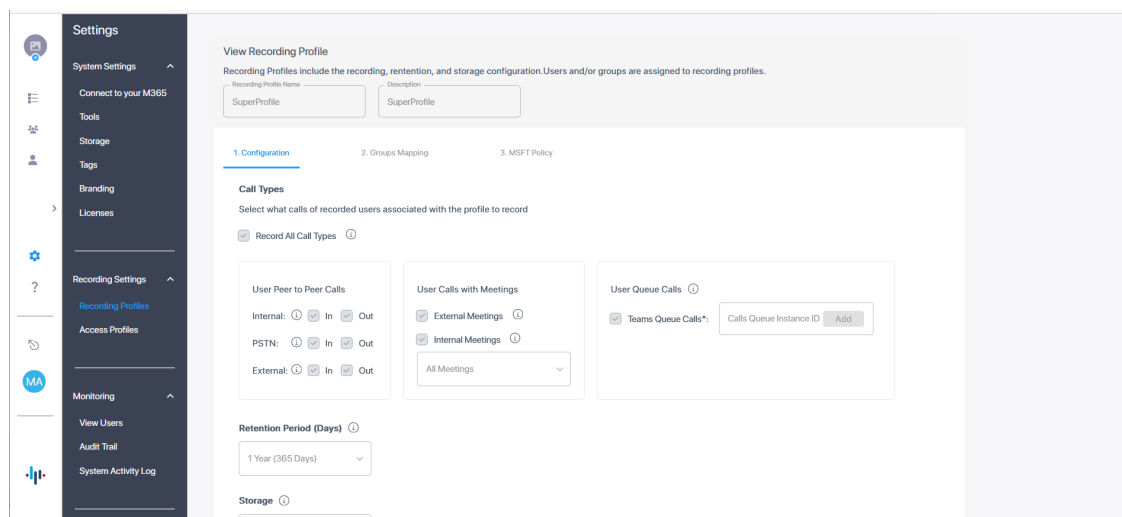 Settings
System Settings
Connect to your M365
Tools
Storage
Tags
Branding
Licenses
Recording Settings
Recording Profiles
Access Profiles
Monitoring
View Users
Audit Trail
System Activity Log
MA
View Recording Profile
Recording Profiles include the recording, rentention, and storage configuration.Users and/or groups are assigned to recording profiles.
Recording Profile Name
SuperProfile
Description
SuperProfile
1. Configuration
2. Groups Mapping
3. MSFT Policy
Call Types
Select what calls of recorded users associated with the profile to record
Record All Call Types
User Peer to Peer Calls
Internal: In Out
PSTN: In Out
External: In Out
User Calls with Meetings
External Meetings
Internal Meetings
All Meetings
User Queue Calls
Teams Queue Calls*:
Calls Queue Instance ID Add
Retention Period (Days)
1 Year (365 Days)
Storage